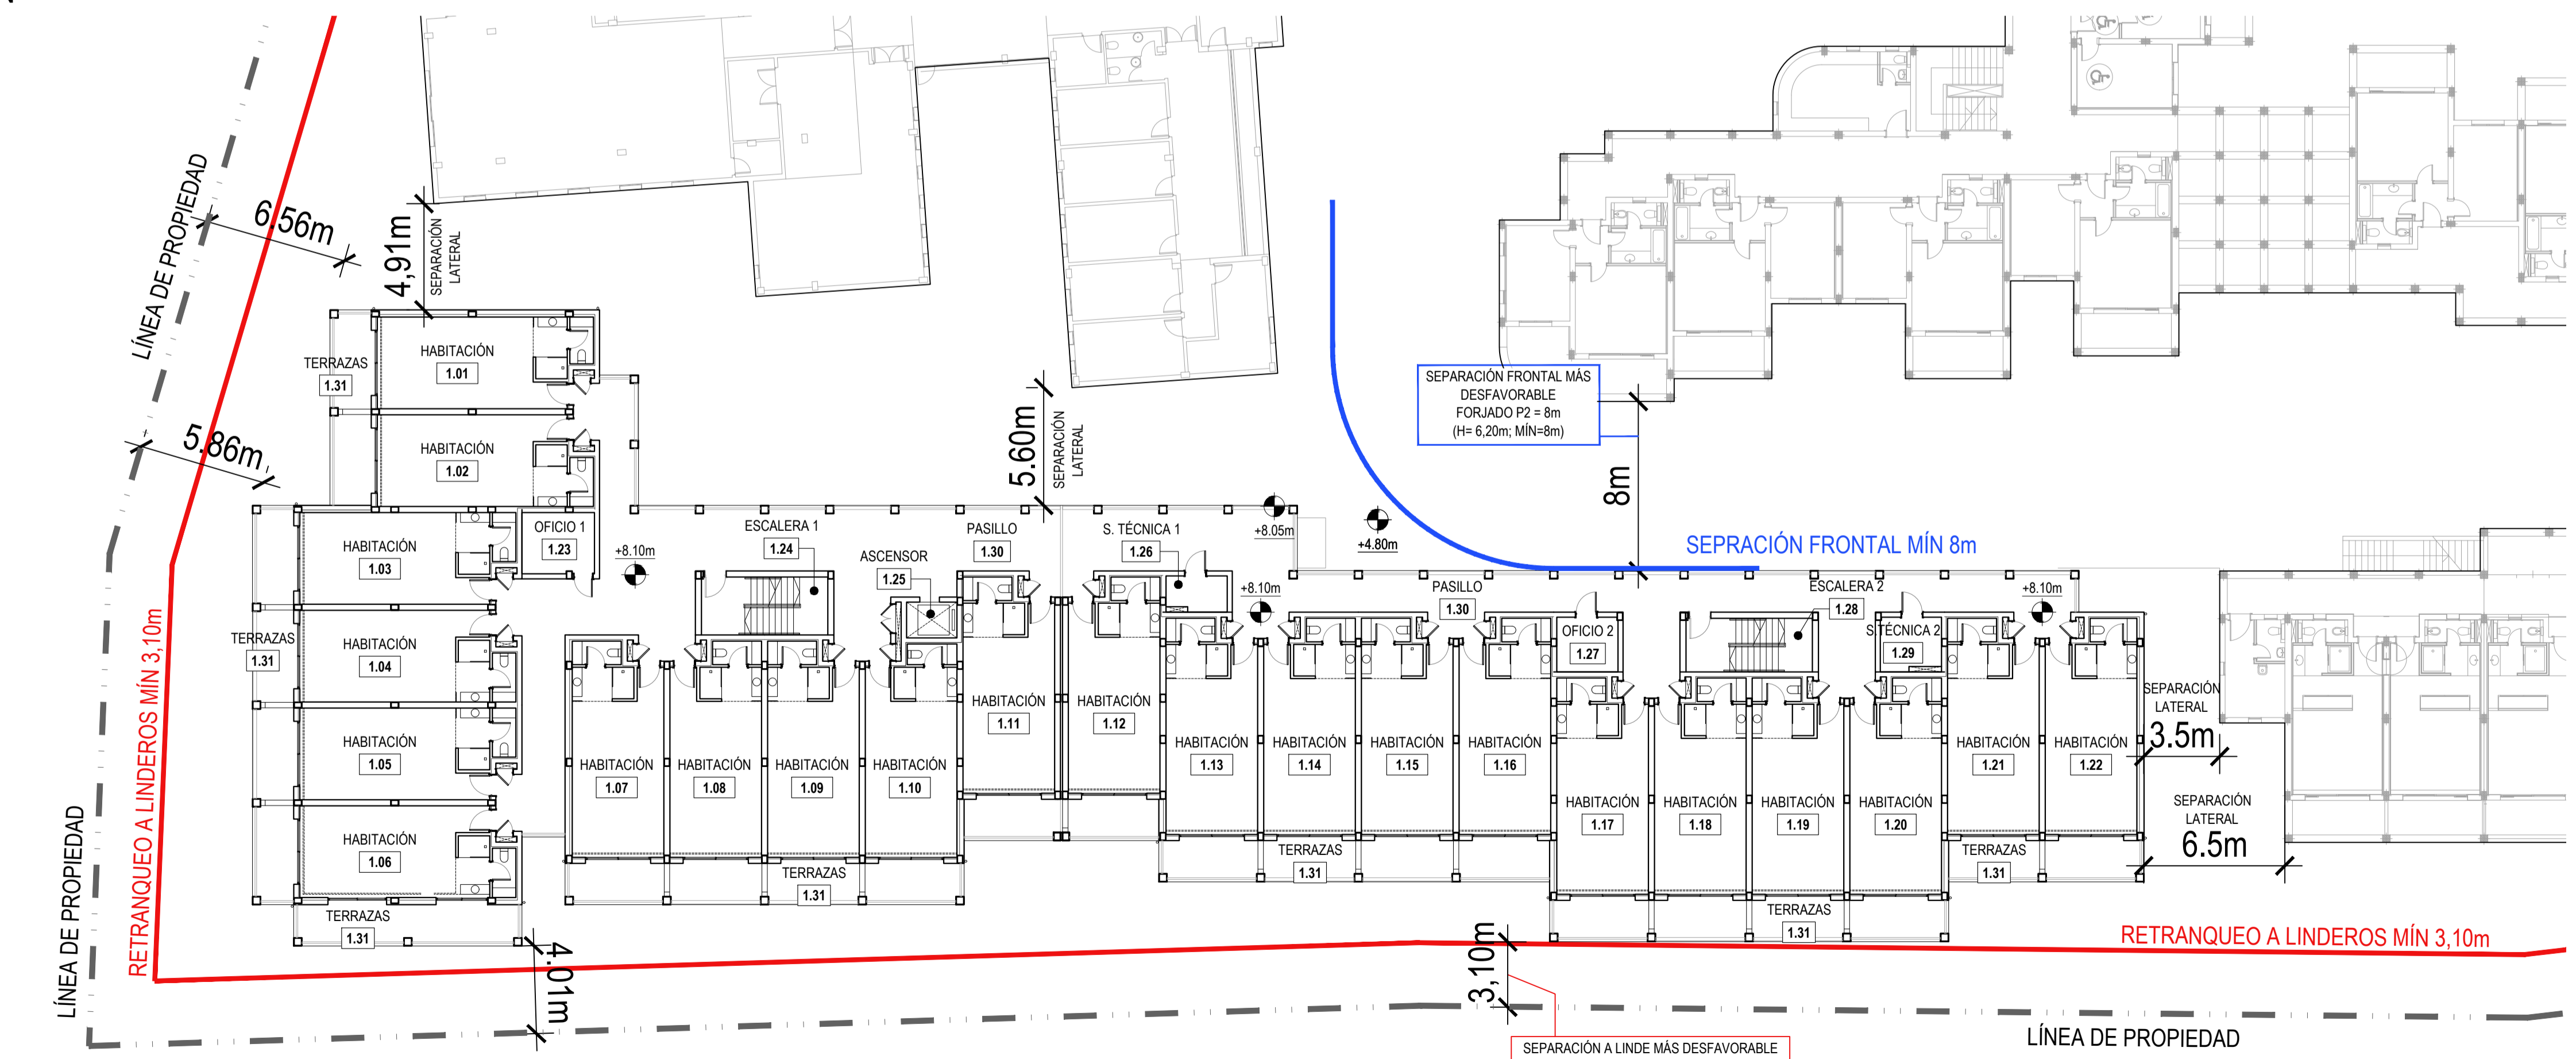 LÍNEA DE PROPIEDAD
6.56m
4,91m
SEPARACIÓN
LATERAL
5.86m
RETRANQUEO A LINDEROS MÍN 3,10m
LÍNEA DE PROPIEDAD
TERRAZAS
1.31
HABITACIÓN
1.01
HABITACIÓN
1.02
HABITACIÓN
1.03
OFICIO 1
1.23
+8.10m
TERRAZAS
1.31
HABITACIÓN
1.04
HABITACIÓN
1.05
HABITACIÓN
1.06
TERRAZAS
1.31
4.01m
ESCALERA 1
1.24
ASCENSOR
1.25
PASILLO
1.30
5.60m
SEPARACIÓN
LATERAL
S. TÉCNICA 1
1.26
+8.05m
+4.80m
+8.10m
HABITACIÓN
1.07
HABITACIÓN
1.08
HABITACIÓN
1.09
HABITACIÓN
1.10
TERRAZAS
1.31
HABITACIÓN
1.11
HABITACIÓN
1.12
SEPARACIÓN FRONTAL MÁS
DESFAVORABLE
FORJADO P2 = 8m
(H= 6,20m; MÍN=8m)
8m
SEPRACIÓN FRONTAL MÍN 8m
PASILLO
1.30
HABITACIÓN
1.13
HABITACIÓN
1.14
HABITACIÓN
1.15
HABITACIÓN
1.16
TERRAZAS
1.31
OFICIO 2
1.27
ESCALERA 2
1.28
S.TÉCNICA 2
1.29
+8.10m
HABITACIÓN
1.17
HABITACIÓN
1.18
HABITACIÓN
1.19
HABITACIÓN
1.20
TERRAZAS
1.31
HABITACIÓN
1.21
HABITACIÓN
1.22
TERRAZAS
1.31
SEPARACIÓN
LATERAL
3.5m
SEPARACIÓN
LATERAL
6.5m
RETRANQUEO A LINDEROS MÍN 3,10m
3,10m
SEPARACIÓN A LINDE MÁS DESFAVORABLE
LÍNEA DE PROPIEDAD